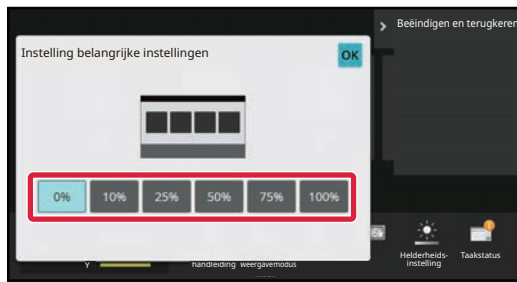 Beëindigen en terugkeren
Instelling belangrijke instellingen
OK
0%
10%
25%
50%
75%
100%
Y
handleiding weergavemodus
Helderheids-
instelling
Taakstatus